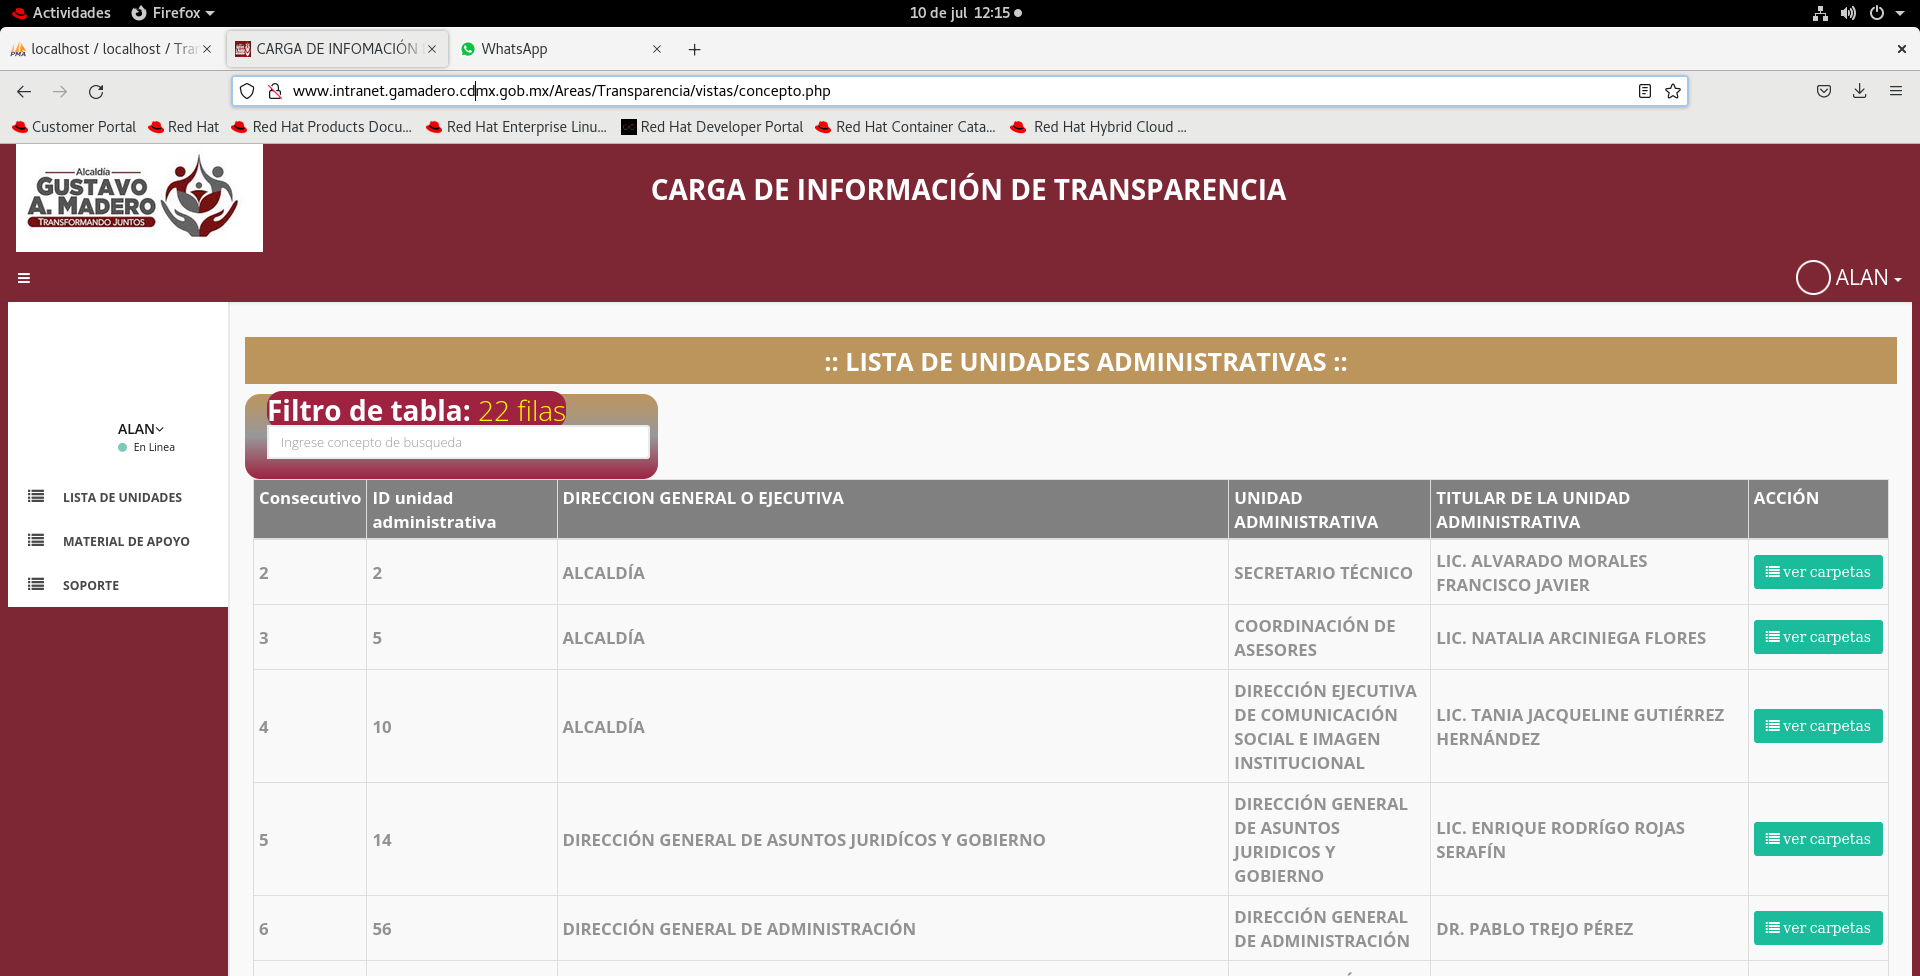 Actividades Firefox 10 de jul 12:15
localhost / localhost / Tra CARGA DE INFOMACIÓN WhatsApp
www.intranet.gamadero.cdmx.gob.mx/Areas/Transparencia/vistas/concepto.php
Customer Portal Red Hat Red Hat Products Docu... Red Hat Enterprise Linu... Red Hat Developer Portal Red Hat Container Cata... Red Hat Hybrid Cloud ...
Alcaldía
GUSTAVO
A. MADERO
TRANSFORMANDO JUNTOS
CARGA DE INFORMACIÓN DE TRANSPARENCIA
ALAN
ALAN
En Linea
LISTA DE UNIDADES
MATERIAL DE APOYO
SOPORTE
:: LISTA DE UNIDADES ADMINISTRATIVAS ::
Filtro de tabla: 22 filas
Ingrese concepto de busqueda
Consecutivo ID unidad administrativa DIRECCION GENERAL O EJECUTIVA UNIDAD ADMINISTRATIVA TITULAR DE LA UNIDAD ADMINISTRATIVA ACCIÓN
2 2 ALCALDÍA SECRETARIO TÉCNICO LIC. ALVARADO MORALES FRANCISCO JAVIER ver carpetas
3 5 ALCALDÍA COORDINACIÓN DE ASESORES LIC. NATALIA ARCINIEGA FLORES ver carpetas
4 10 ALCALDÍA DIRECCIÓN EJECUTIVA DE COMUNICACIÓN SOCIAL E IMAGEN INSTITUCIONAL LIC. TANIA JACQUELINE GUTIÉRREZ HERNÁNDEZ ver carpetas
5 14 DIRECCIÓN GENERAL DE ASUNTOS JURIDÍCOS Y GOBIERNO DIRECCIÓN GENERAL DE ASUNTOS JURIDICOS Y GOBIERNO LIC. ENRIQUE RODRÍGO ROJAS SERAFÍN ver carpetas
6 56 DIRECCIÓN GENERAL DE ADMINISTRACIÓN DIRECCIÓN GENERAL DE ADMINISTRACIÓN DR. PABLO TREJO PÉREZ ver carpetas